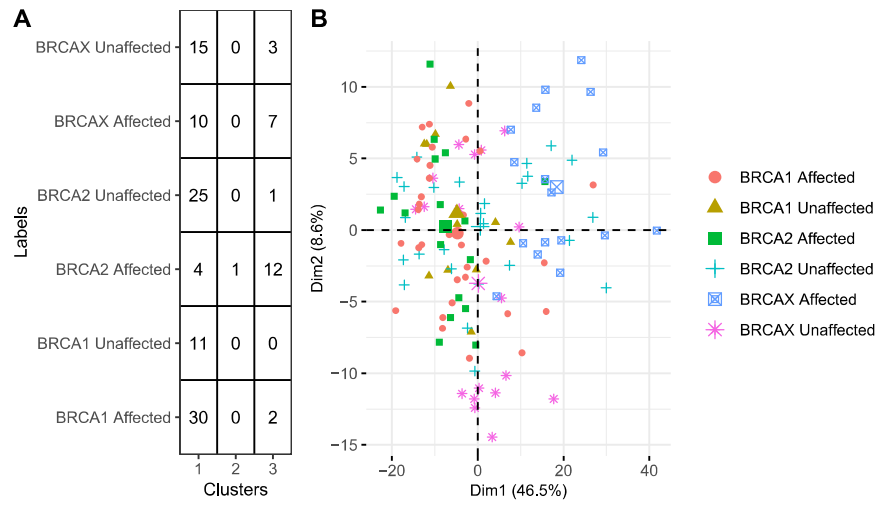 A
BRCAX Unaffected 15 0 3
BRCAX Affected 10 0 7
BRCA2 Unaffected 25 0 1
BRCA2 Affected 4 1 12
BRCA1 Unaffected 11 0 0
BRCA1 Affected 30 0 2
1 2 3
Clusters
Labels
B
10
5
0
−5
−10
−15
−20 0 20 40
Dim1 (46.5%)
Dim2 (8.6%)
BRCA1 Affected
BRCA1 Unaffected
BRCA2 Affected
BRCA2 Unaffected
BRCAX Affected
BRCAX Unaffected